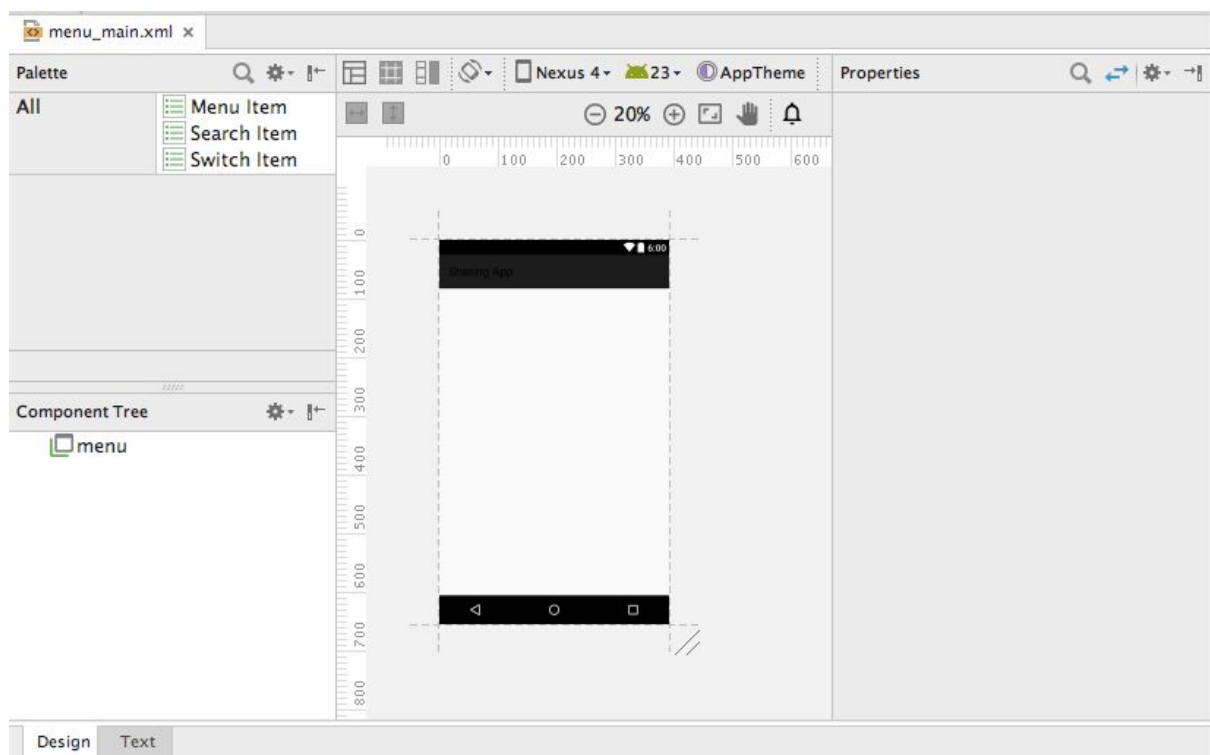 menu_main.xml
Palette
All
Menu Item
Search Item
Switch Item
Component Tree
menu
Nexus 4
23
AppTheme
20%
0 100 200 300 400 500 600
0
100
200
300
400
500
600
700
800
6:00
Sharing App
Properties
Design
Text